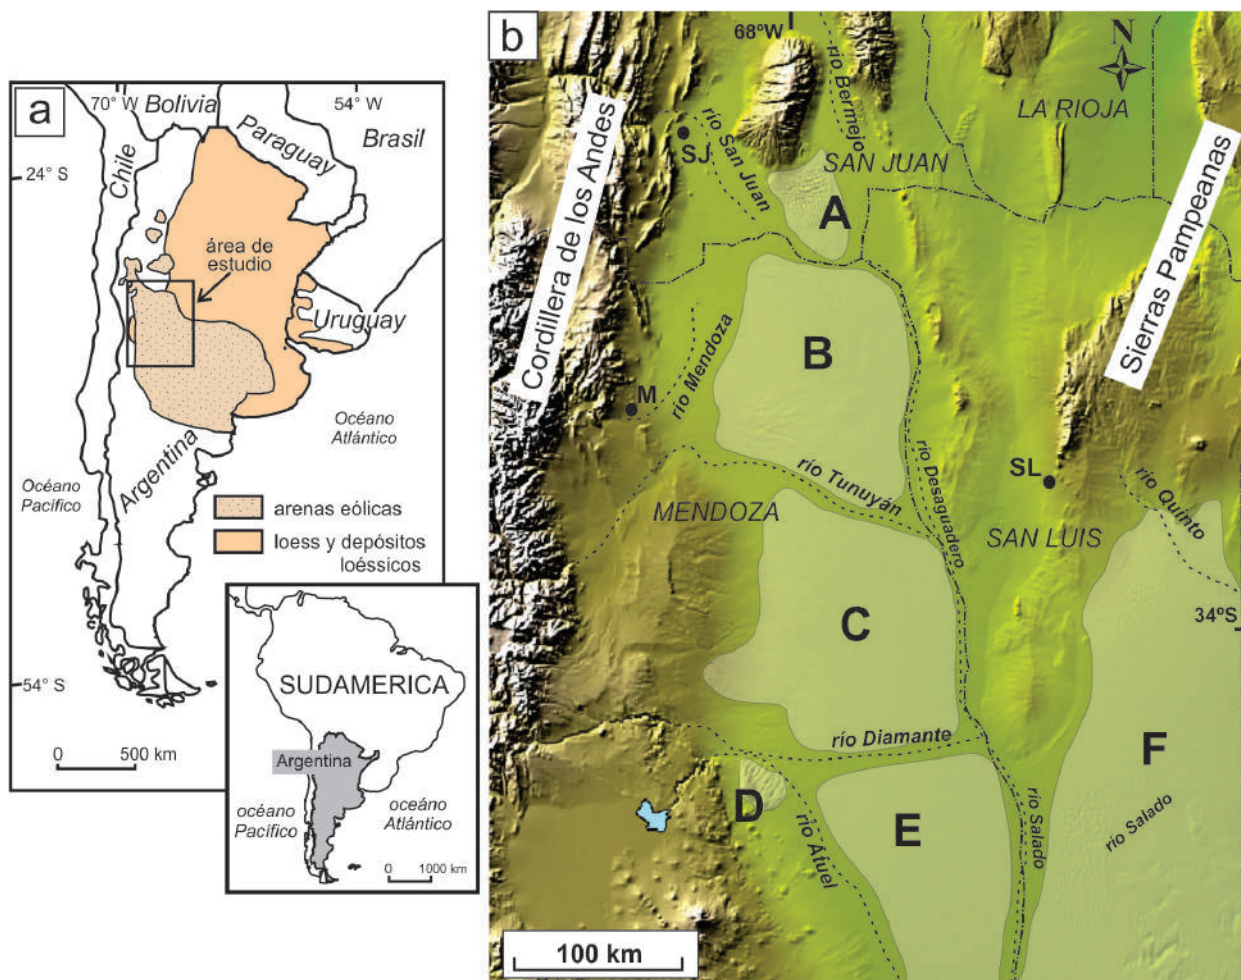 a
70° W
Bolivia
54° W
Paraguay
Brasil
Chile
24° S
área de
estudio
Uruguay
Océano
Atlántico
Argentina
Océano
Pacífico
arenas eólicas
loess y depósitos
loéssicos
54° S
0 500 km
SUDAMERICA
Argentina
océano
Pacífico
oceáno
Atlántico
0 1000 km
b
68ºW
N
río Bermejo
LA RIOJA
Cordillera de los Andes
río San Juan
SJ
SAN JUAN
Sierras Pampeanas
A
B
río Mendoza
M
río Desaguadero
SL
río Tunuyán
río Quinto
MENDOZA
SAN LUIS
C
34ºS
río Diamante
F
D
E
río Salado
río Salado
río Atuel
100 km